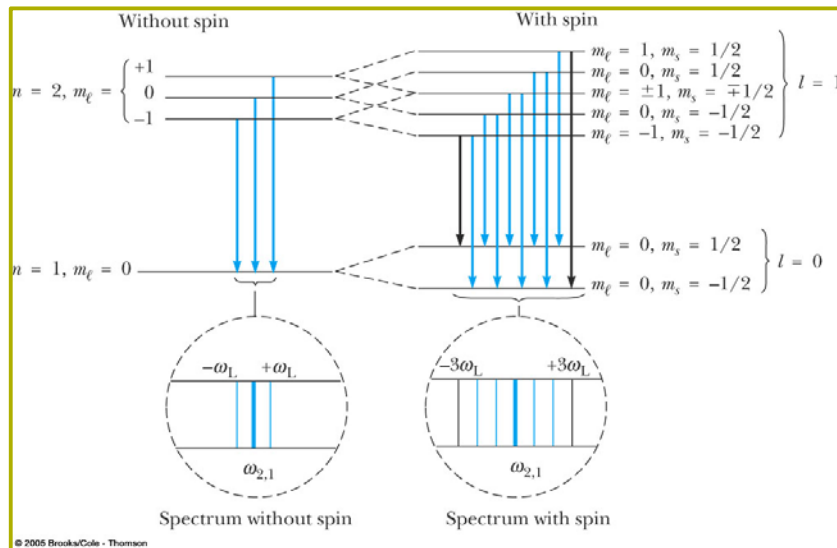 Without spin
With spin
n = 2, mℓ =
+1
0
−1
mℓ = 1, ms = 1/2
mℓ = 0, ms = 1/2
mℓ = ±1, ms = ∓1/2
mℓ = 0, ms = −1/2
mℓ = −1, ms = −1/2
l = 1
n = 1, mℓ = 0
mℓ = 0, ms = 1/2
mℓ = 0, ms = −1/2
l = 0
−ωL +ωL
ω2,1
−3ωL +3ωL
ω2,1
Spectrum without spin
Spectrum with spin
© 2005 Brooks/Cole - Thomson